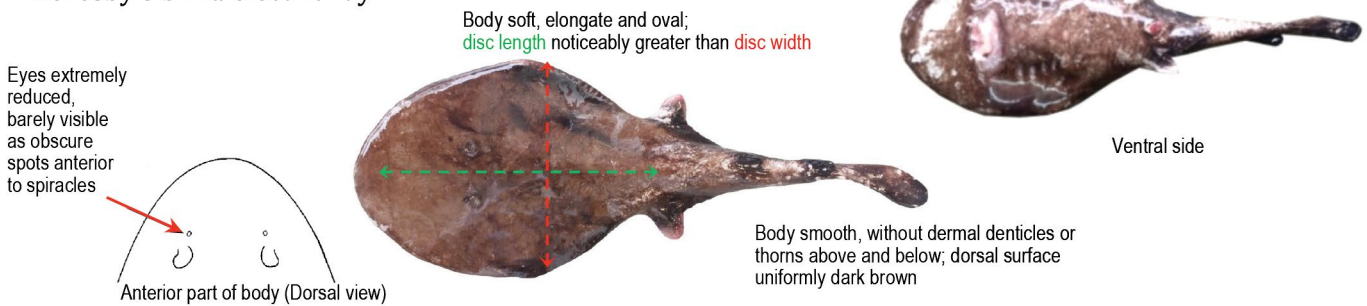 Body soft, elongate and oval;
disc length noticeably greater than disc width
Eyes extremely
reduced,
barely visible
as obscure
spots anterior
to spiracles
Ventral side
Body smooth, without dermal denticles or
thorns above and below; dorsal surface
uniformly dark brown
Anterior part of body (Dorsal view)